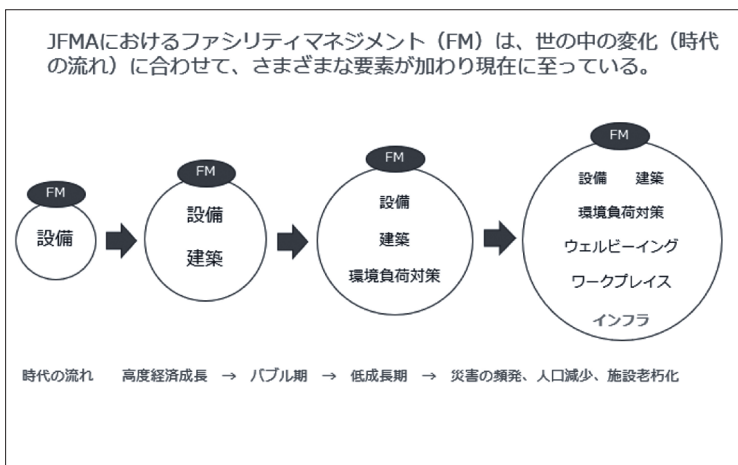 JFMAにおけるファシリティマネジメント（FM）は、世の中の変化（時代
の流れ）に合わせて、さまざまな要素が加わり現在に至っている。
FM
設備
FM
設備
建築
FM
設備
建築
環境負荷対策
FM
設備　建築
環境負荷対策
ウェルビーイング
ワークプレイス
インフラ
時代の流れ　高度経済成長　→　バブル期　→　低成長期　→　災害の頻発、人口減少、施設老朽化